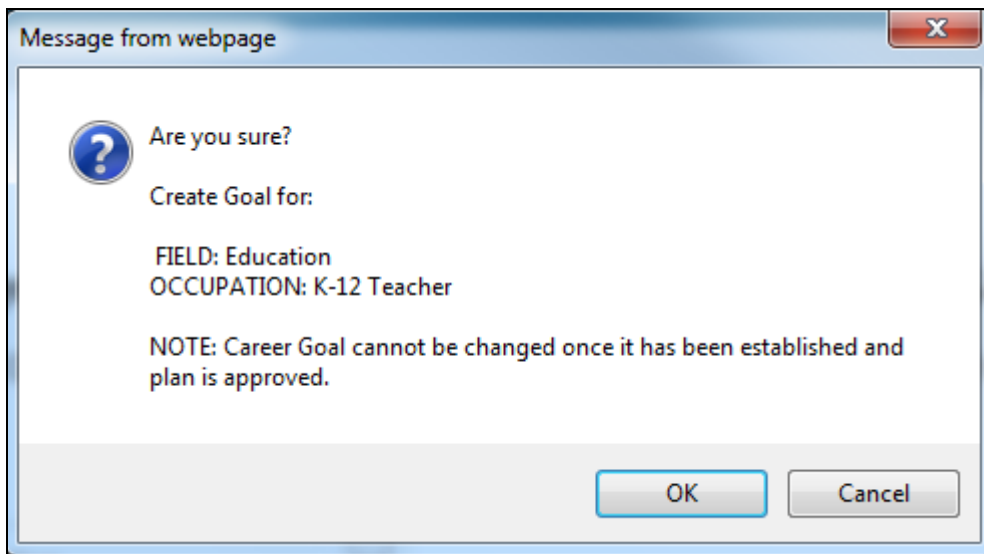 Message from webpage
Are you sure?
Create Goal for:
FIELD: Education
OCCUPATION: K-12 Teacher
NOTE: Career Goal cannot be changed once it has been established and
plan is approved.
OK
Cancel